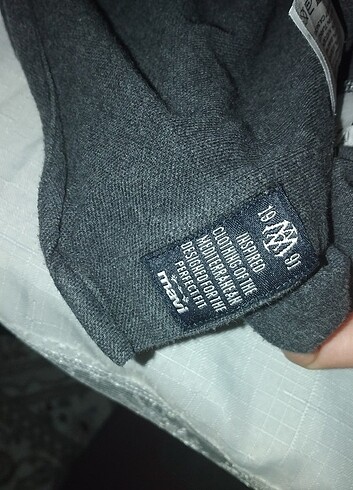 19 91
INSPIRED
CLOTHING OF THE
MEDITERRANEAN
DESIGNED FOR THE
PERFECT FIT
mavi